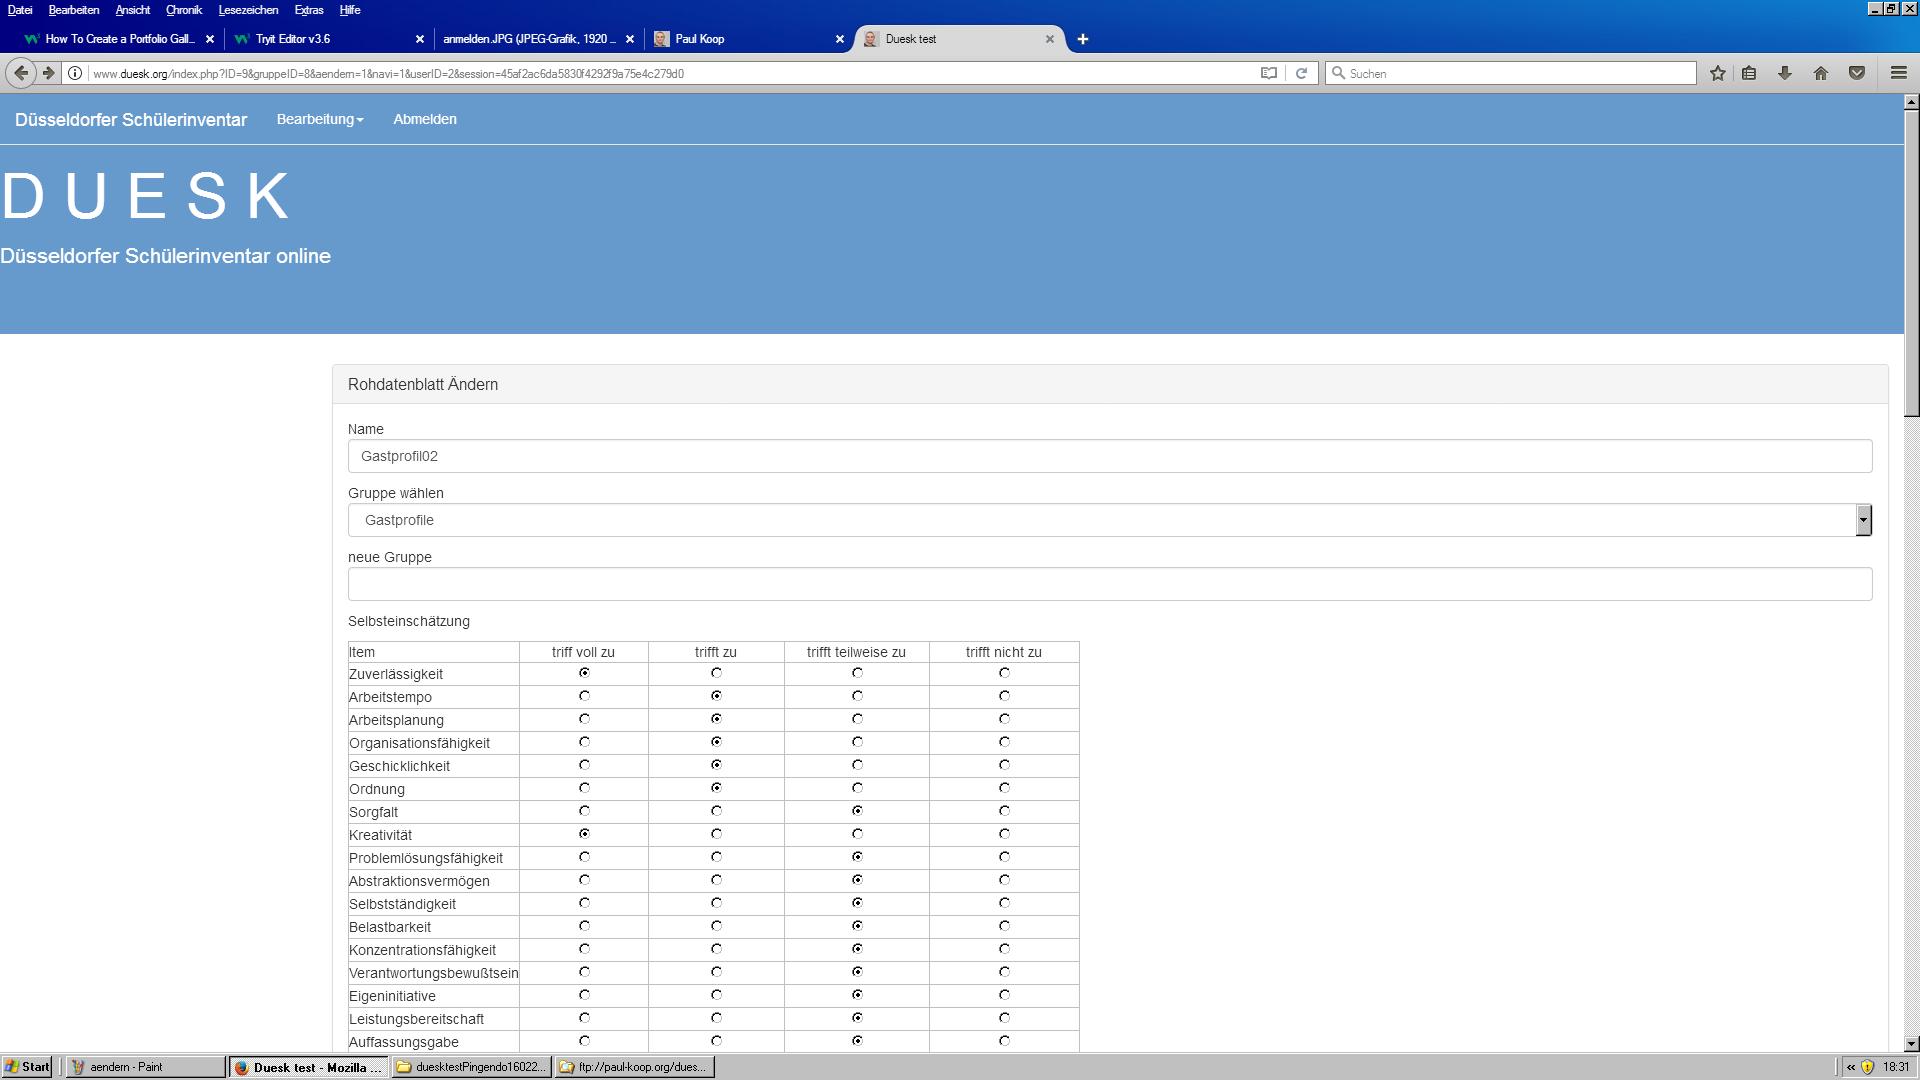 Datei Bearbeiten Ansicht Chronik Lesezeichen Extras Hilfe
How To Create a Portfolio Gall... Tryit Editor v3.6 anmelden.JPG (JPEG-Grafik, 1920 ... Paul Koop Duesk test
www.duesk.org/index.php?ID=9&gruppeID=8&aendern=1&navi=1&userID=2&session=45af2ac6da5830f4292f9a75e4c279d0 Suchen
Düsseldorfer Schülerinventar Bearbeitung Abmelden
D U E S K
Düsseldorfer Schülerinventar online
Rohdatenblatt Ändern
Name
Gastprofil02
Gruppe wählen
Gastprofile
neue Gruppe
Selbsteinschätzung
Item triff voll zu trifft zu trifft teilweise zu trifft nicht zu
Zuverlässigkeit
Arbeitstempo
Arbeitsplanung
Organisationsfähigkeit
Geschicklichkeit
Ordnung
Sorgfalt
Kreativität
Problemlösungsfähigkeit
Abstraktionsvermögen
Selbstständigkeit
Belastbarkeit
Konzentrationsfähigkeit
Verantwortungsbewußtsein
Eigeninitiative
Leistungsbereitschaft
Auffassungsgabe
Start aendern - Paint Duesk test - Mozilla ... duesktestPingendo16022... ftp://paul-koop.org/dues... « 18:31